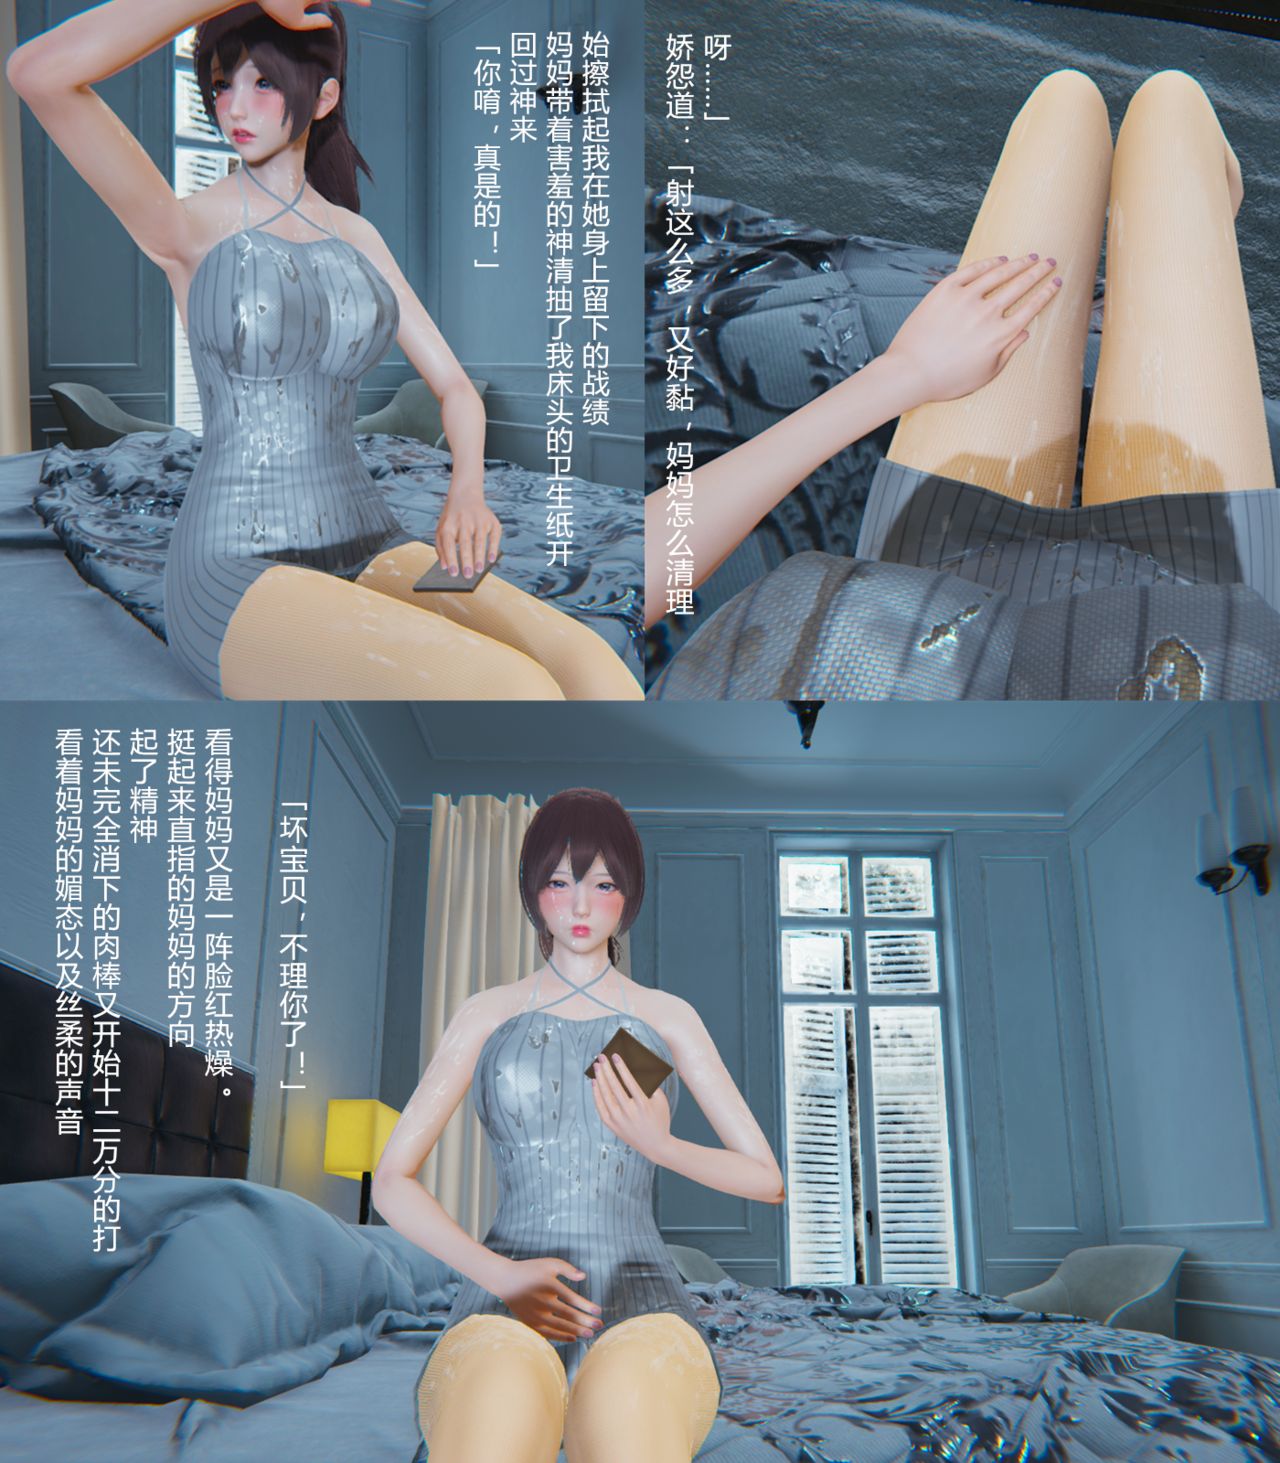 「你唷,真是的!」
回过神来
妈妈带着害羞的神清抽了我床头的卫生纸开
始擦拭起我在她身上留下的战绩
娇怨道:「射这么多,又好黏,妈妈怎么清理
呀……」
看着妈妈的媚态以及丝柔的声音
还未完全消下的肉棒又开始十二万分的打
起了精神
挺起来直指的妈妈的方向
看得妈妈又是一阵脸红热燥。
「坏宝贝,不理你了!」